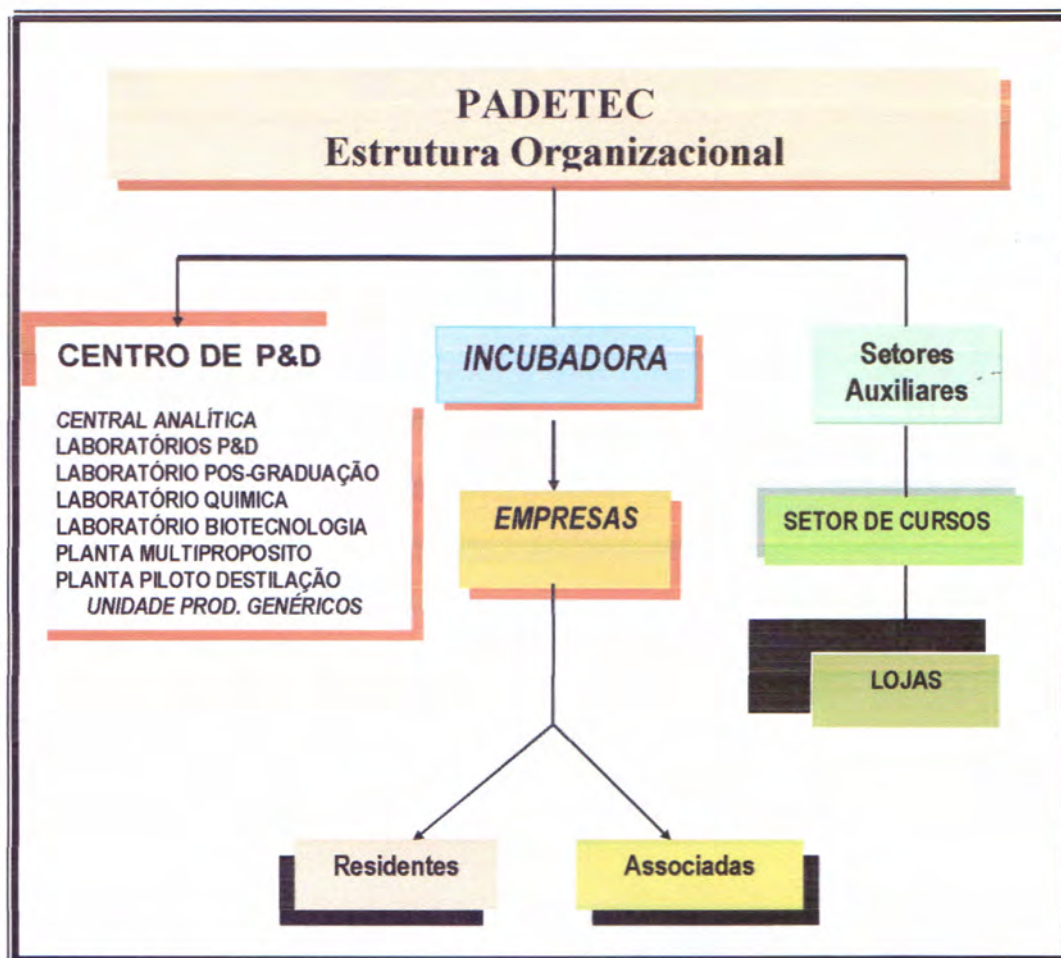 PADETEC
Estrutura Organizacional
CENTRO DE P&D
CENTRAL ANALÍTICA
LABORATÓRIOS P&D
LABORATÓRIO POS-GRADUAÇÃO
LABORATÓRIO QUIMICA
LABORATÓRIO BIOTECNOLOGIA
PLANTA MULTIPROPOSITO
PLANTA PILOTO DESTILAÇÃO
UNIDADE PROD. GENÉRICOS
INCUBADORA
EMPRESAS
Residentes
Associadas
Setores
Auxiliares
SETOR DE CURSOS
LOJAS